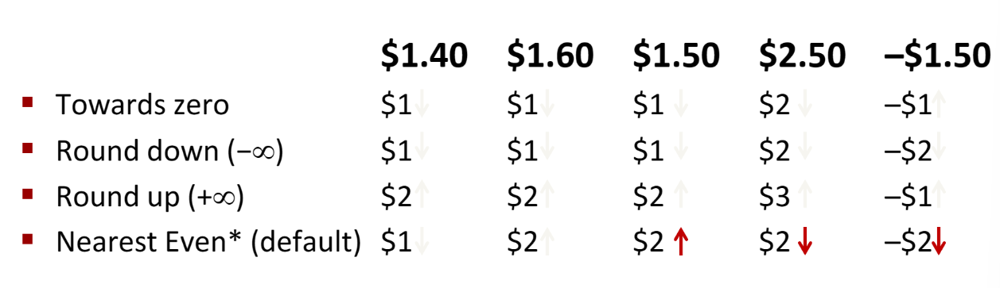 $1.40 $1.60 $1.50 $2.50 –$1.50
▪ Towards zero $1↓ $1↓ $1↓ $2↓ –$1↑
▪ Round down (−∞) $1↓ $1↓ $1↓ $2↓ –$2↓
▪ Round up (+∞) $2↑ $2↑ $2↑ $3↑ –$1↑
▪ Nearest Even* (default) $1↓ $2↑ $2↑ $2↓ –$2↓